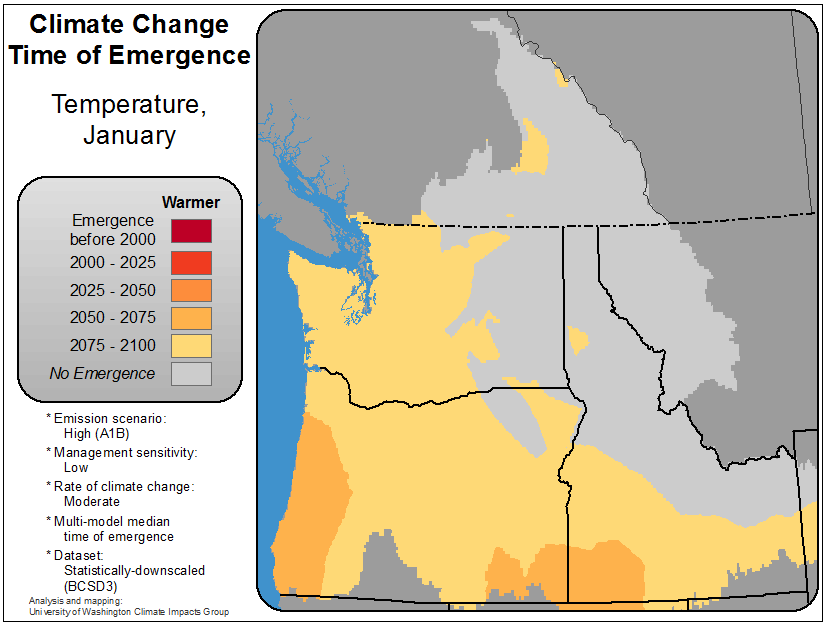 Climate Change
Time of Emergence
Temperature,
January
Warmer
Emergence
before 2000
2000 - 2025
2025 - 2050
2050 - 2075
2075 - 2100
No Emergence
* Emission scenario:
High (A1B)
* Management sensitivity:
Low
* Rate of climate change:
Moderate
* Multi-model median
time of emergence
* Dataset:
Statistically-downscaled
(BCSD3)
Analysis and mapping:
University of Washington Climate Impacts Group